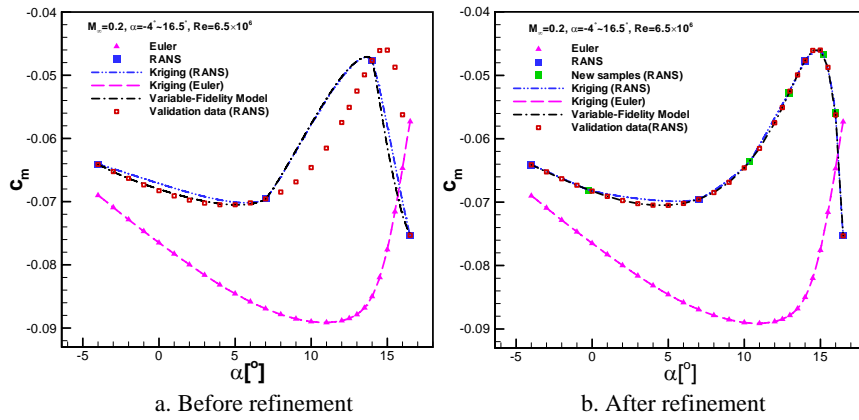 M∞=0.2, α=-4°~16.5°, Re=6.5×10⁶
Euler
RANS
Kriging (RANS)
Kriging (Euler)
Variable-Fidelity Model
Validation data (RANS)
-0.04
-0.05
-0.06
-0.07
-0.08
-0.09
cm
-5
0
5
10
15
α[°]
a. Before refinement
M∞=0.2, α=-4°~16.5°, Re=6.5×10⁶
Euler
RANS
New samples (RANS)
Kriging (RANS)
Kriging (Euler)
Variable-Fidelity Model
Validation data(RANS)
-0.04
-0.05
-0.06
-0.07
-0.08
-0.09
cm
-5
0
5
10
15
α[°]
b. After refinement